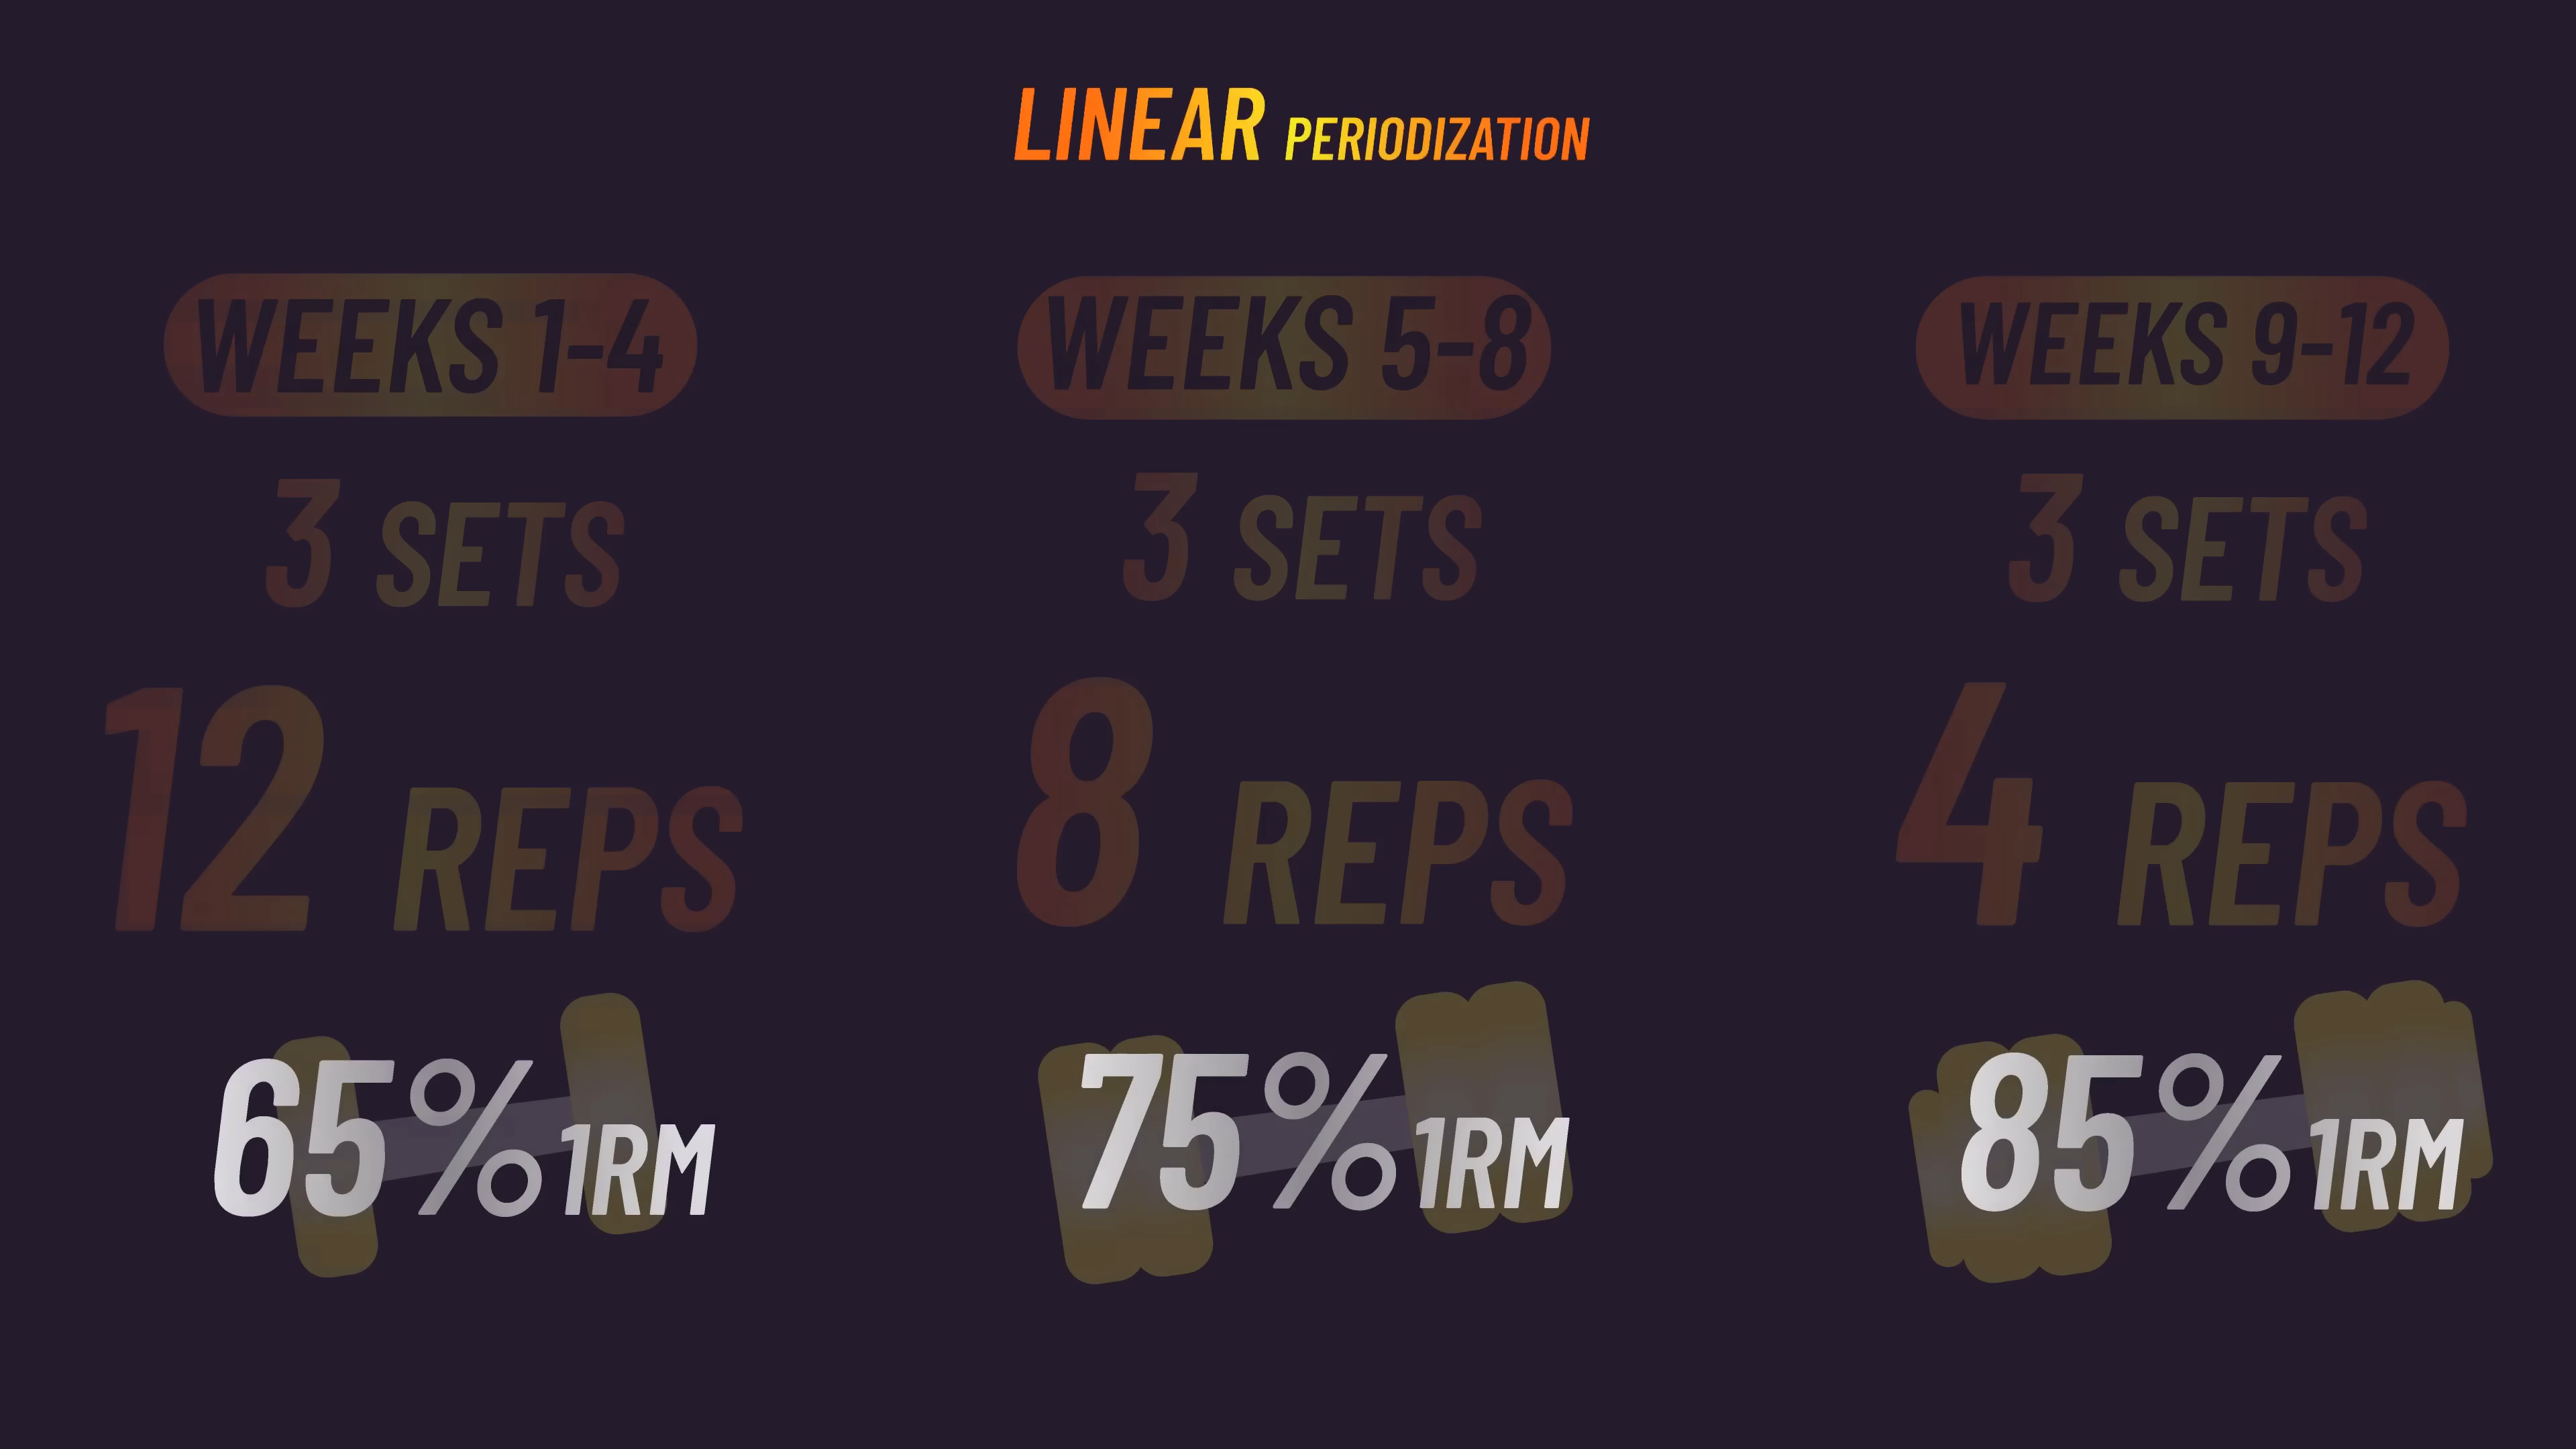 LINEAR PERIODIZATION
WEEKS 1-4
3 SETS
12 REPS
65% 1RM
WEEKS 5-8
3 SETS
8 REPS
75% 1RM
WEEKS 9-12
3 SETS
4 REPS
85% 1RM